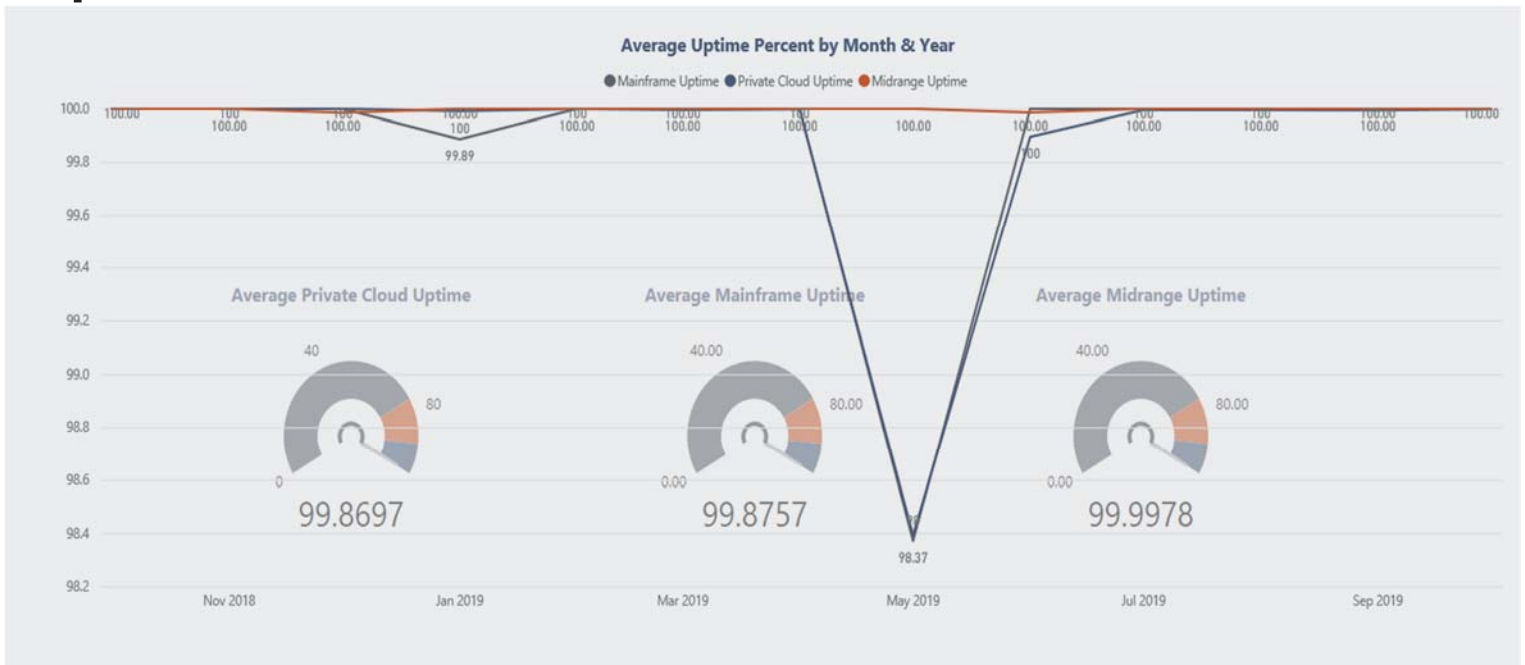 Average Uptime Percent by Month & Year
Mainframe Uptime Private Cloud Uptime Midrange Uptime
100.0
100.00 100 100 100.00 100 100.00 100 100.00 100 100.00 100.00
100.00 100.00 100 100.00 100.00 100.00 100.00 100.00 100.00 100.00 100.00
99.89
100
99.8
99.6
99.4
Average Private Cloud Uptime Average Mainframe Uptime Average Midrange Uptime
99.2
40 40.00 40.00
99.0
80 80.00 80.00
98.8
98.6
0 0.00 0.00
99.8697 99.8757 99.9978
98.4
98.37
98.2
Nov 2018 Jan 2019 Mar 2019 May 2019 Jul 2019 Sep 2019